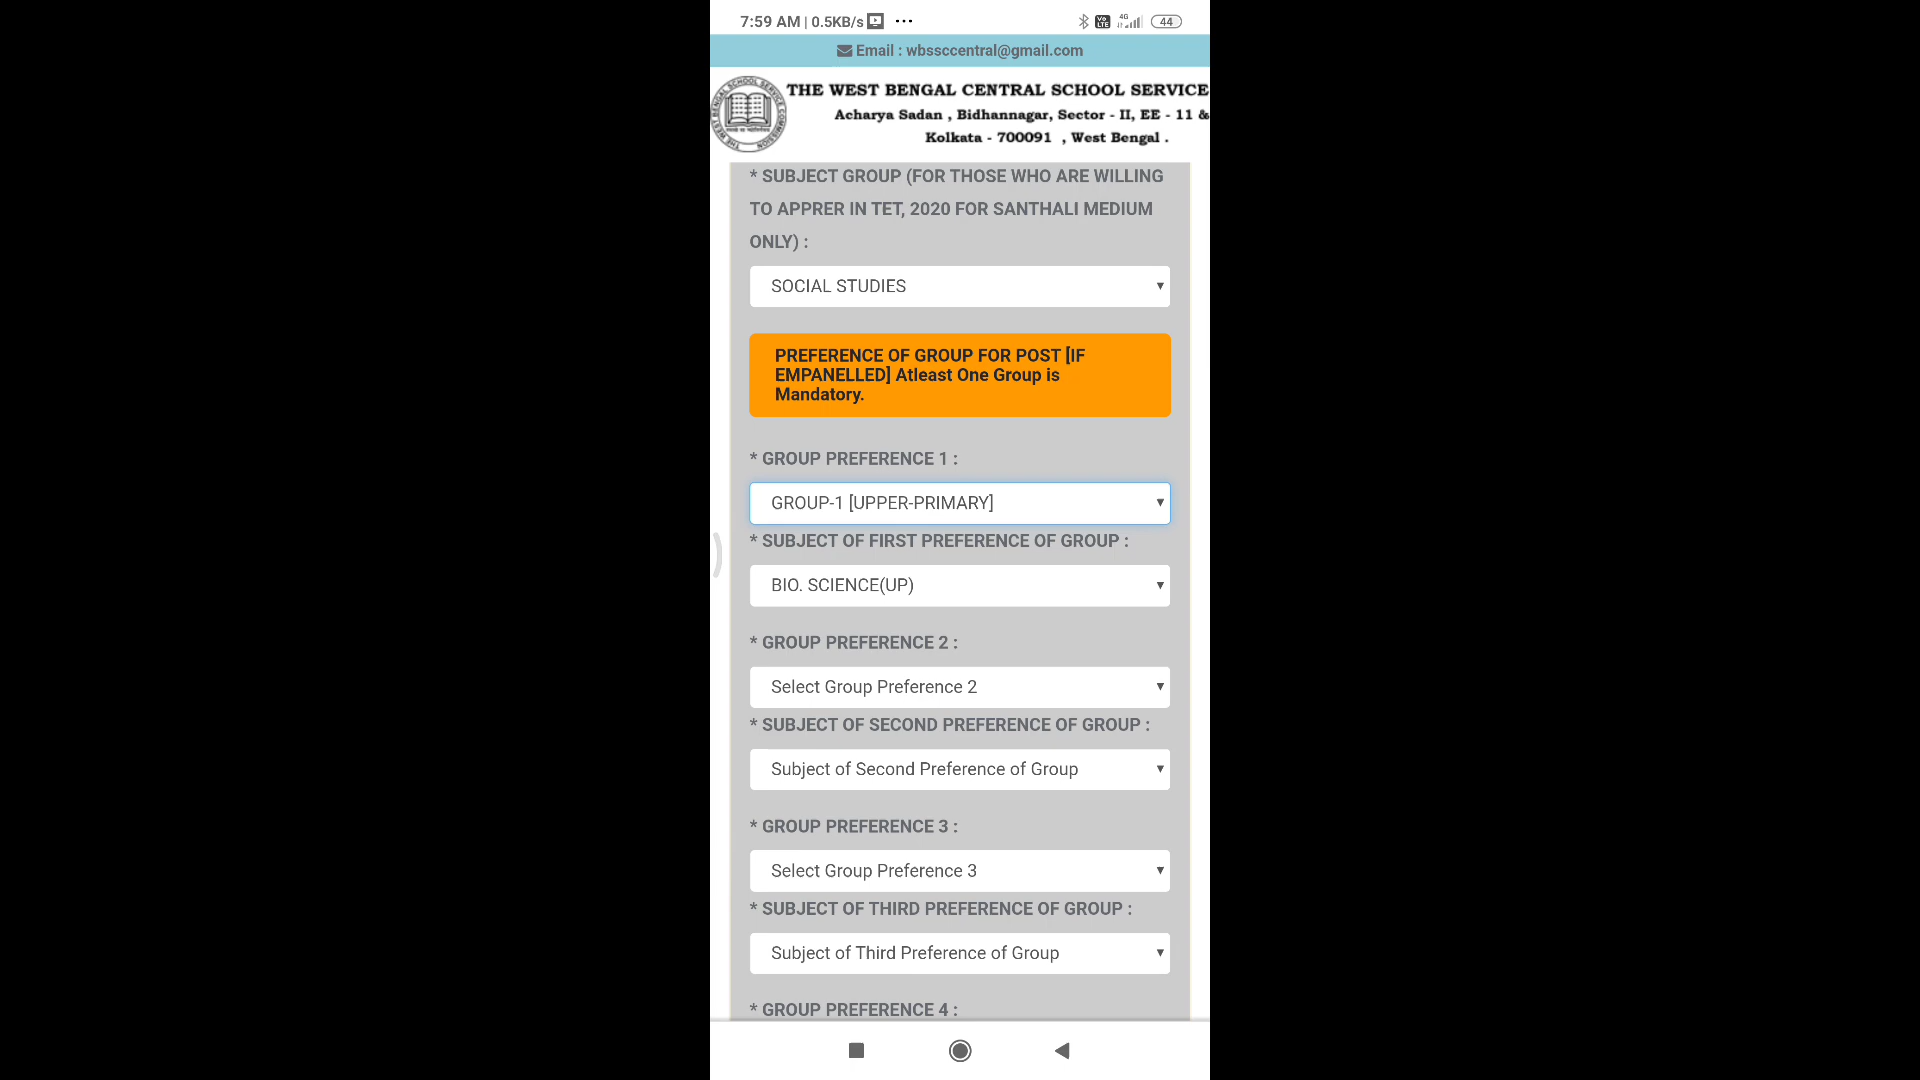 7:59 AM | 0.5KB/s ...
Vo LTE 4G 44
Email : wbssccentral@gmail.com
THE WEST BENGAL CENTRAL SCHOOL SERVICE
Acharya Sadan , Bidhannagar, Sector - II, EE - 11 &
Kolkata - 700091 , West Bengal .
* SUBJECT GROUP (FOR THOSE WHO ARE WILLING
TO APPRER IN TET, 2020 FOR SANTHALI MEDIUM
ONLY) :
SOCIAL STUDIES
PREFERENCE OF GROUP FOR POST [IF
EMPANELLED] Atleast One Group is
Mandatory.
* GROUP PREFERENCE 1 :
GROUP-1 [UPPER-PRIMARY]
* SUBJECT OF FIRST PREFERENCE OF GROUP :
BIO. SCIENCE(UP)
* GROUP PREFERENCE 2 :
Select Group Preference 2
* SUBJECT OF SECOND PREFERENCE OF GROUP :
Subject of Second Preference of Group
* GROUP PREFERENCE 3 :
Select Group Preference 3
* SUBJECT OF THIRD PREFERENCE OF GROUP :
Subject of Third Preference of Group
* GROUP PREFERENCE 4 :